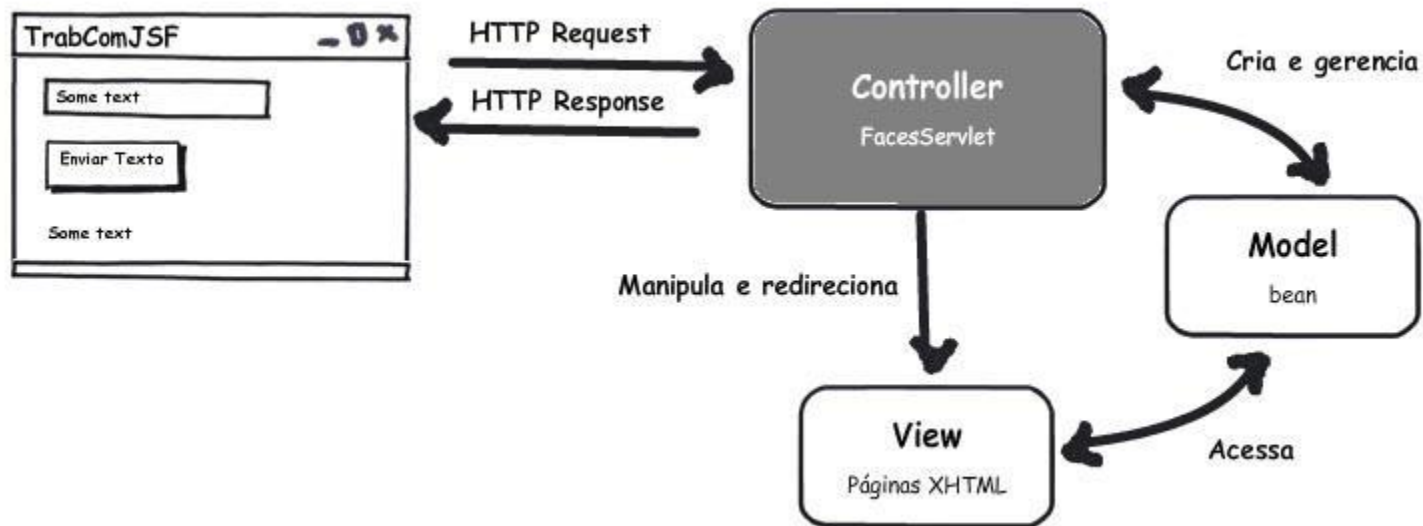 TrabComJSF
Some text
Enviar Texto
Some text
HTTP Request
HTTP Response
Controller
FacesServlet
Cria e gerencia
Model
bean
Manipula e redireciona
View
Páginas XHTML
Acessa